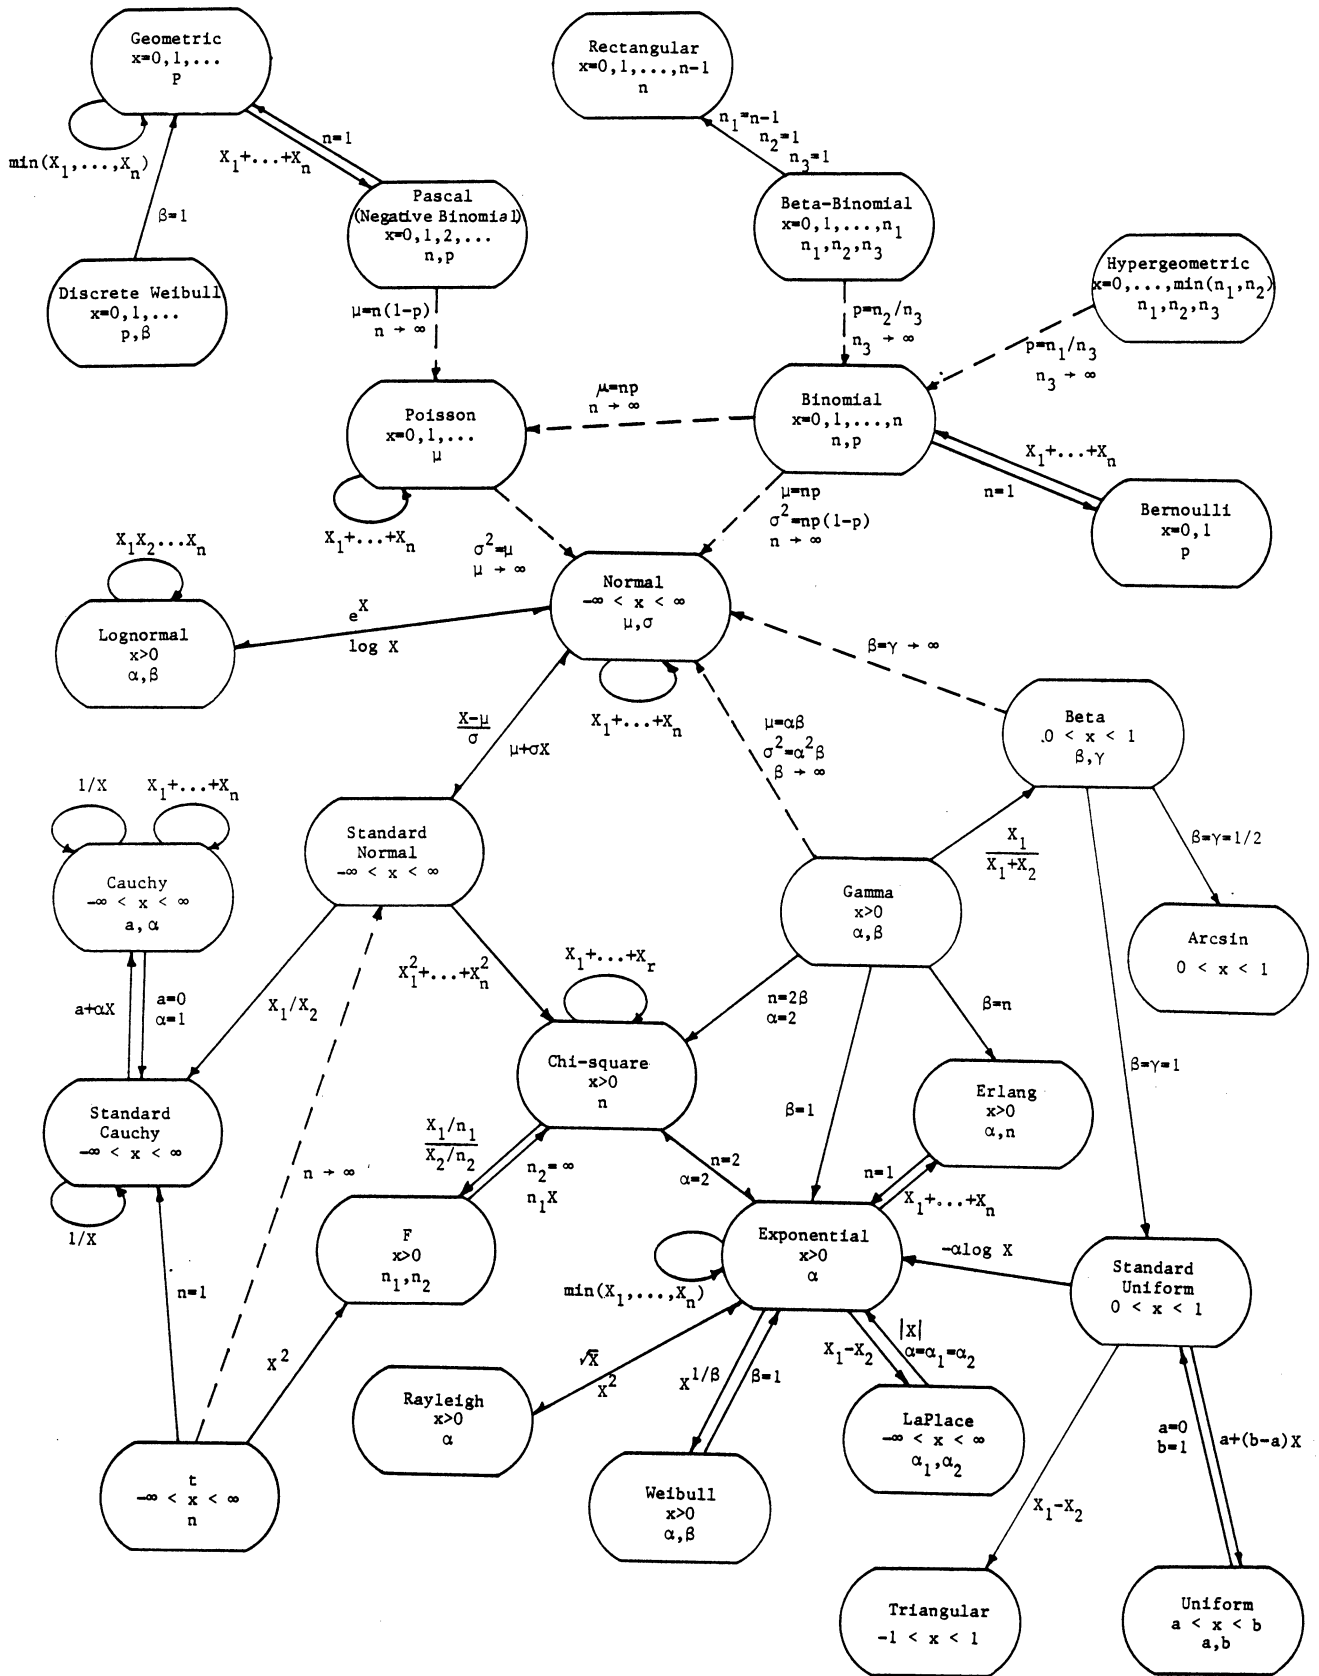 Geometric
x=0,1,...
p
min(X₁,...,Xₙ)
n=1
X₁+...+Xₙ
β=1
Pascal
(Negative Binomial)
x=0,1,2,...
n,p
Discrete Weibull
x=0,1,...
p,β
Rectangular
x=0,1,...,n-1
n
n₁=n-1
n₂=1
n₃=1
Beta-Binomial
x=0,1,...,n₁
n₁,n₂,n₃
Hypergeometric
x=0,...,min(n₁,n₂)
n₁,n₂,n₃
μ=n(1-p)
n → ∞
p=n₂/n₃
n₃ → ∞
p=n₁/n₃
n₃ → ∞
Poisson
x=0,1,...
μ
X₁+...+Xₙ
μ=np
n → ∞
Binomial
x=0,1,...,n
n,p
X₁+...+Xₙ
n=1
Bernoulli
x=0,1
p
σ²=μ
μ → ∞
μ=np
σ²=np(1-p)
n → ∞
X₁X₂...Xₙ
Lognormal
x>0
α,β
e^X
log X
Normal
-∞ < x < ∞
μ,σ
X₁+...+Xₙ
β=γ → ∞
Beta
0 < x < 1
β,γ
X-μ
σ
μ+σX
μ=αβ
σ²=α²β
β → ∞
1/X
X₁+...+Xₙ
Cauchy
-∞ < x < ∞
a,α
Standard
Normal
-∞ < x < ∞
Gamma
x>0
α,β
X₁
X₁+X₂
β=γ=1/2
Arcsin
0 < x < 1
a+αX
a=0
α=1
X₁/X₂
X₁²+...+Xₙ²
X₁+...+Xᵣ
n=2β
α=2
β=n
β=γ=1
Chi-square
x>0
n
β=1
Erlang
x>0
α,n
Standard
Cauchy
-∞ < x < ∞
1/X
n → ∞
X₁/n₁
X₂/n₂
n₂=∞
n₁X
n=2
α=2
n=1
X₁+...+Xₙ
F
x>0
n₁,n₂
Exponential
x>0
α
min(X₁,...,Xₙ)
-αlog X
Standard
Uniform
0 < x < 1
n=1
X²
√X
X²
X^1/β
β=1
X₁-X₂
|X|
α=α₁=α₂
Rayleigh
x>0
α
LaPlace
-∞ < x < ∞
α₁,α₂
a=0
b=1
a+(b-a)X
t
-∞ < x < ∞
n
Weibull
x>0
α,β
X₁-X₂
Triangular
-1 < x < 1
Uniform
a < x < b
a,b